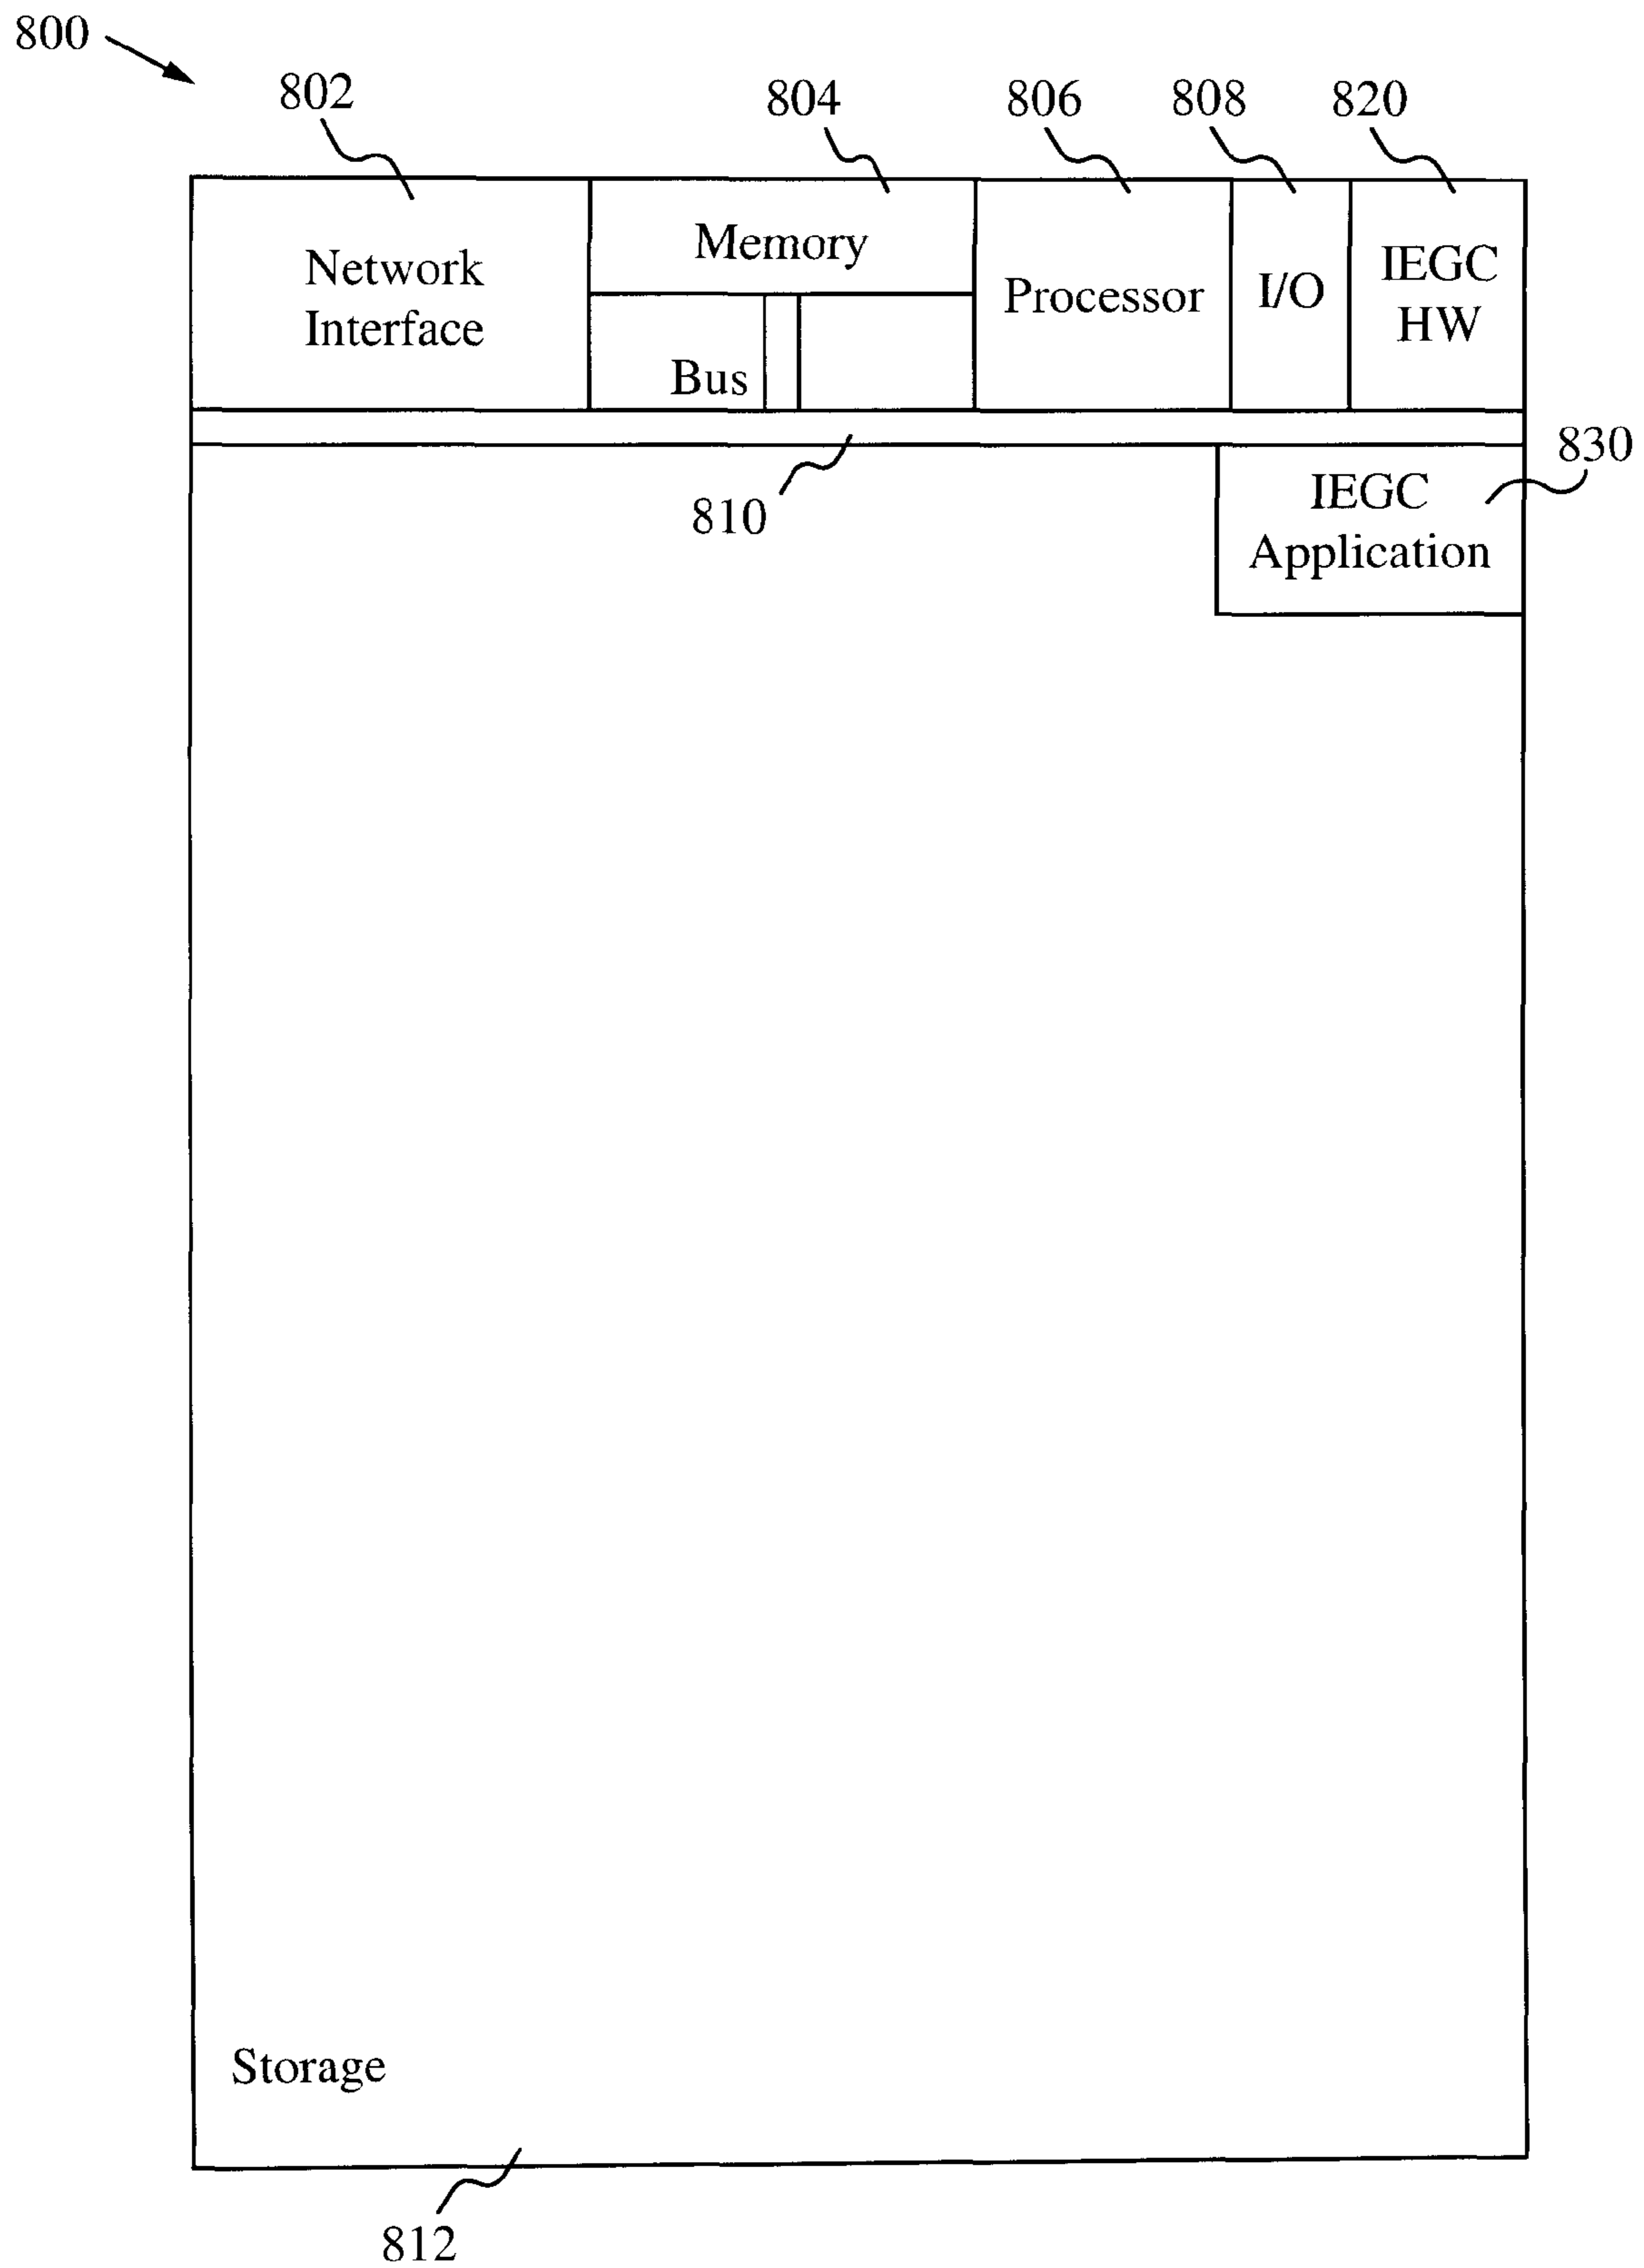 800
802
804
806
808
820
Network
Interface
Memory
Bus
Processor
I/O
IEGC
HW
810
830
IEGC
Application
Storage
812